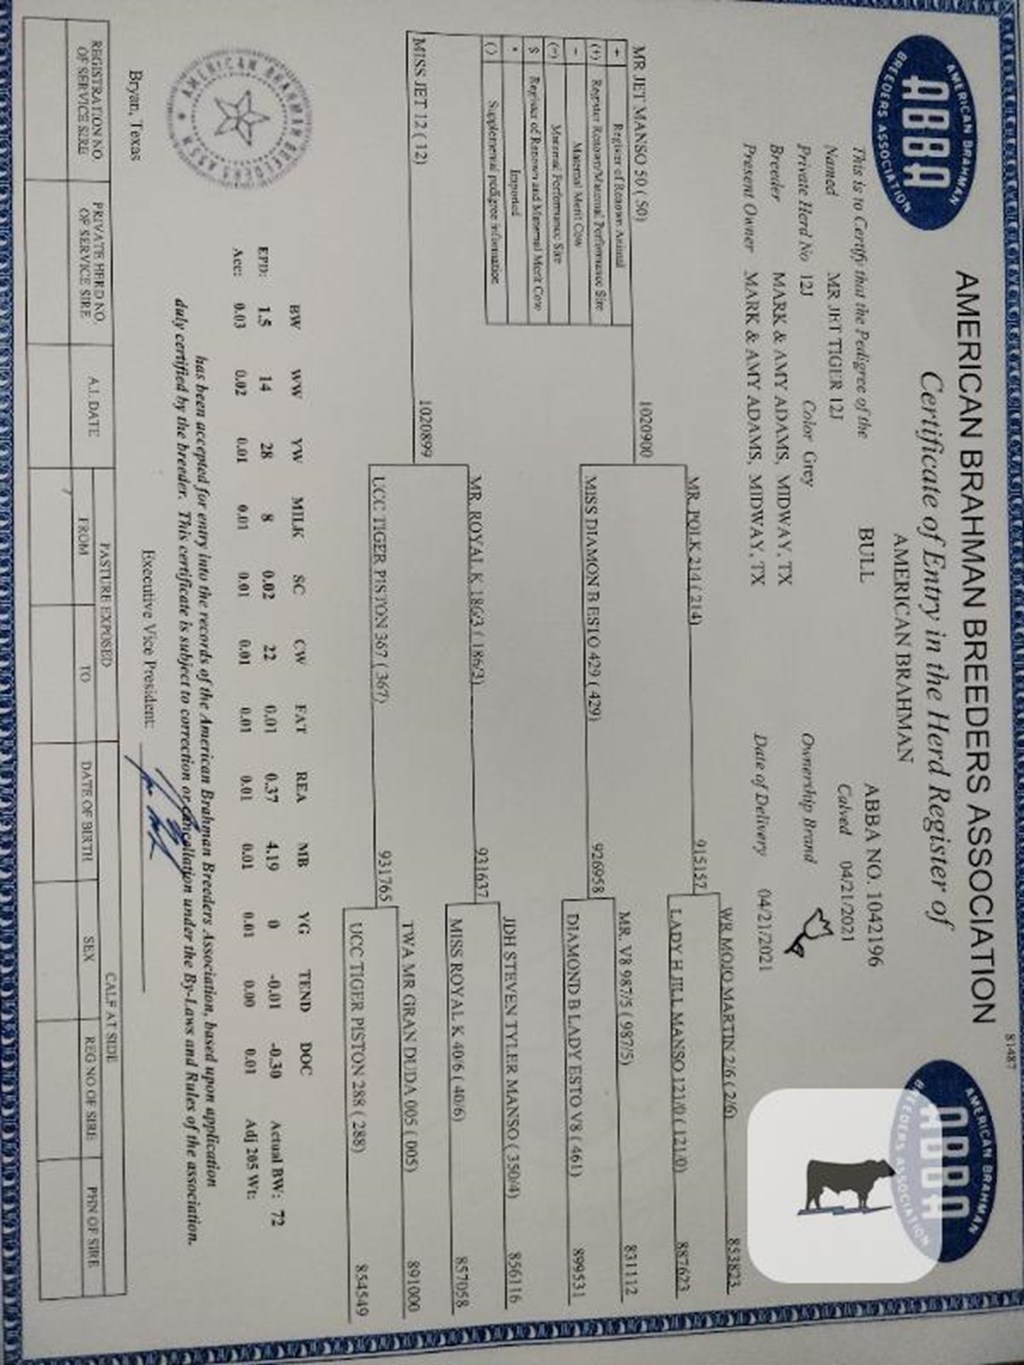 81487
AMERICAN BRAHMAN BREEDERS ASSOCIATION
AMERICAN BRAHMAN
ABBA
BREEDERS ASSOCIATION
AMERICAN BRAHMAN
ABBA
BREEDERS ASSOCIATION
Certificate of Entry in the Herd Register of
AMERICAN BRAHMAN
This is to Certify that the Pedigree of the BULL ABBA NO. 1042196
Named MR JET TIGER 12J Calved 04/21/2021
Private Herd No 12J Color Grey Ownership Brand
Breeder MARK & AMY ADAMS, MIDWAY, TX
Present Owner MARK & AMY ADAMS, MIDWAY, TX Date of Delivery 04/21/2021
WR MOJO MARTIN 2/6 ( 2/6) 853823
MR. POLK 214 ( 214) 915157
LADY H JILL MANSO 121/0 ( 121/0) 887623
MR JET MANSO 50 ( 50) 1020900
MR. V8 987/5 ( 987/5) 831112
MISS DIAMON B ESTO 429 ( 429) 926958
DIAMOND B LADY ESTO V8 ( 461) 899531
+ Register of Renown Animal
(+) Register Renown/Maternal Performance Sire
- Maternal Merit Cow
(-) Maternal Performance Sire
$ Register of Renown and Maternal Merit Cow
* Imported
() Supplemental pedigree information
JDH STEVEN TYLER MANSO ( 350/4) 856116
MR. ROYAL K 186/3 ( 186/3) 931637
MISS ROYAL K 40/6 ( 40/6) 857058
MISS JET 12 ( 12) 1020899
TWA MR GRAN DUDA 005 ( 005) 891000
UCC TIGER PISTON 367 ( 367) 931765
UCC TIGER PISTON 288 ( 288) 854549
BW WW YW MILK SC CW FAT REA MB YG TEND DOC
EPD: 1.5 14 28 8 0.02 22 0.01 0.37 4.19 0 -0.01 -0.30 Actual BW: 72
Acc: 0.03 0.02 0.01 0.01 0.01 0.01 0.01 0.01 0.01 0.01 0.00 0.01 Adj 205 Wt:
has been accepted for entry into the records of the American Brahman Breeders Association, based upon application
duly certified by the breeder. This certificate is subject to correction or cancellation under the By-Laws and Rules of the association.
AMERICAN BRAHMAN BREEDERS ASSN.
Bryan, Texas
Executive Vice President:
PASTURE EXPOSED CALF AT SIDE
REGISTRATION NO. OF SERVICE SIRE PRIVATE HERD NO. OF SERVICE SIRE A.I. DATE FROM TO DATE OF BIRTH SEX REG NO OF SIRE PHN OF SIRE